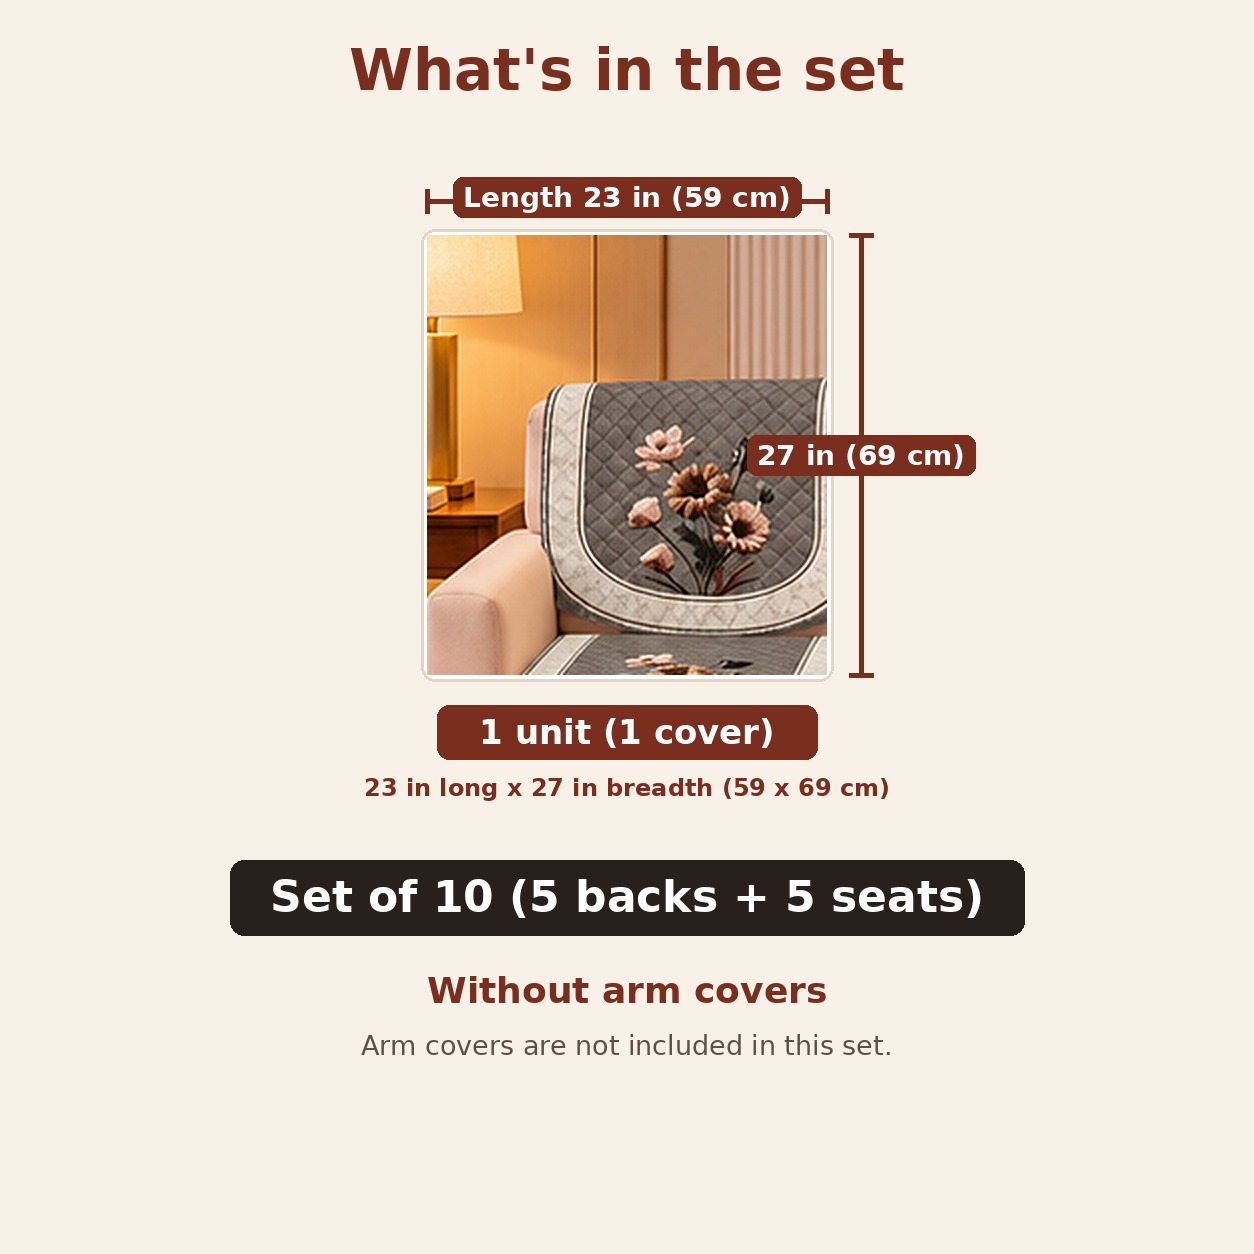 What's in the set
Length 23 in (59 cm)
27 in (69 cm)
1 unit (1 cover)
23 in long x 27 in breadth (59 x 69 cm)
Set of 10 (5 backs + 5 seats)
Without arm covers
Arm covers are not included in this set.